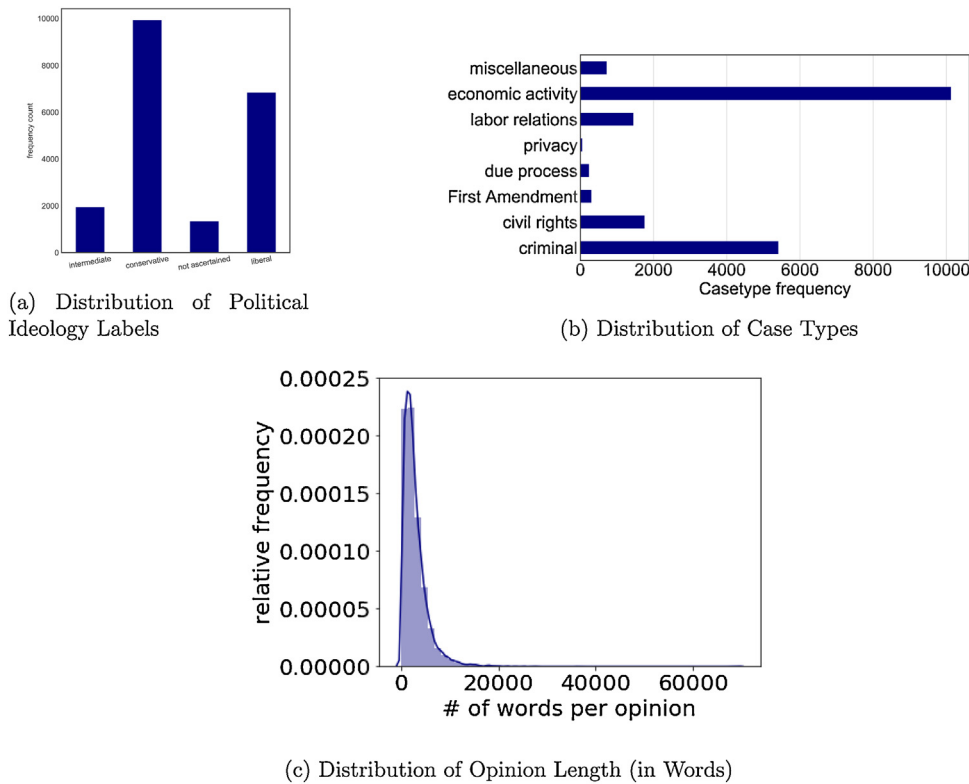 10000
8000
6000
4000
2000
0
frequency count
intermediate conservative not ascertained liberal
(a) Distribution of Political
Ideology Labels
miscellaneous
economic activity
labor relations
privacy
due process
First Amendment
civil rights
criminal
0 2000 4000 6000 8000 10000
Casetype frequency
(b) Distribution of Case Types
0.00025
0.00020
0.00015
0.00010
0.00005
0.00000
relative frequency
0 20000 40000 60000
# of words per opinion
(c) Distribution of Opinion Length (in Words)